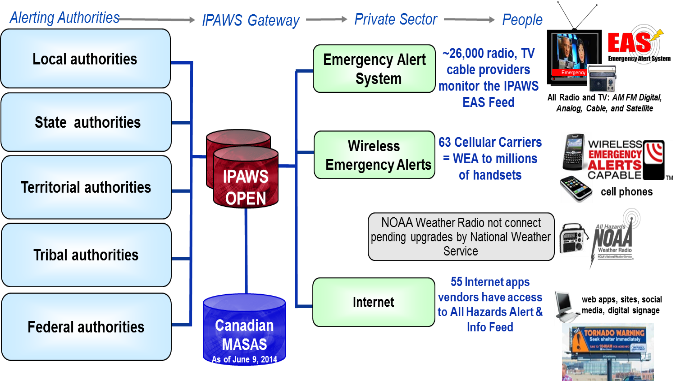 Alerting Authorities
IPAWS Gateway
Private Sector
People
Local authorities
State authorities
Territorial authorities
Tribal authorities
Federal authorities
IPAWS
OPEN
Canadian
MASAS
As of June 9, 2014
Emergency Alert
System
~26,000 radio, TV
cable providers
monitor the IPAWS
EAS Feed
Emergency
EAS
Emergency Alert System
All Radio and TV: AM FM Digital,
Analog, Cable, and Satellite
Wireless
Emergency Alerts
63 Cellular Carriers
= WEA to millions
of handsets
WIRELESS
EMERGENCY
ALERTS
CAPABLE
TM
cell phones
NOAA Weather Radio not connect
pending upgrades by National Weather
Service
All Hazards
NOAA
Weather Radio
Internet
55 Internet apps
vendors have access
to All Hazards Alert &
Info Feed
web apps, sites, social
media, digital signage
TORNADO WARNING
Seek shelter immediately